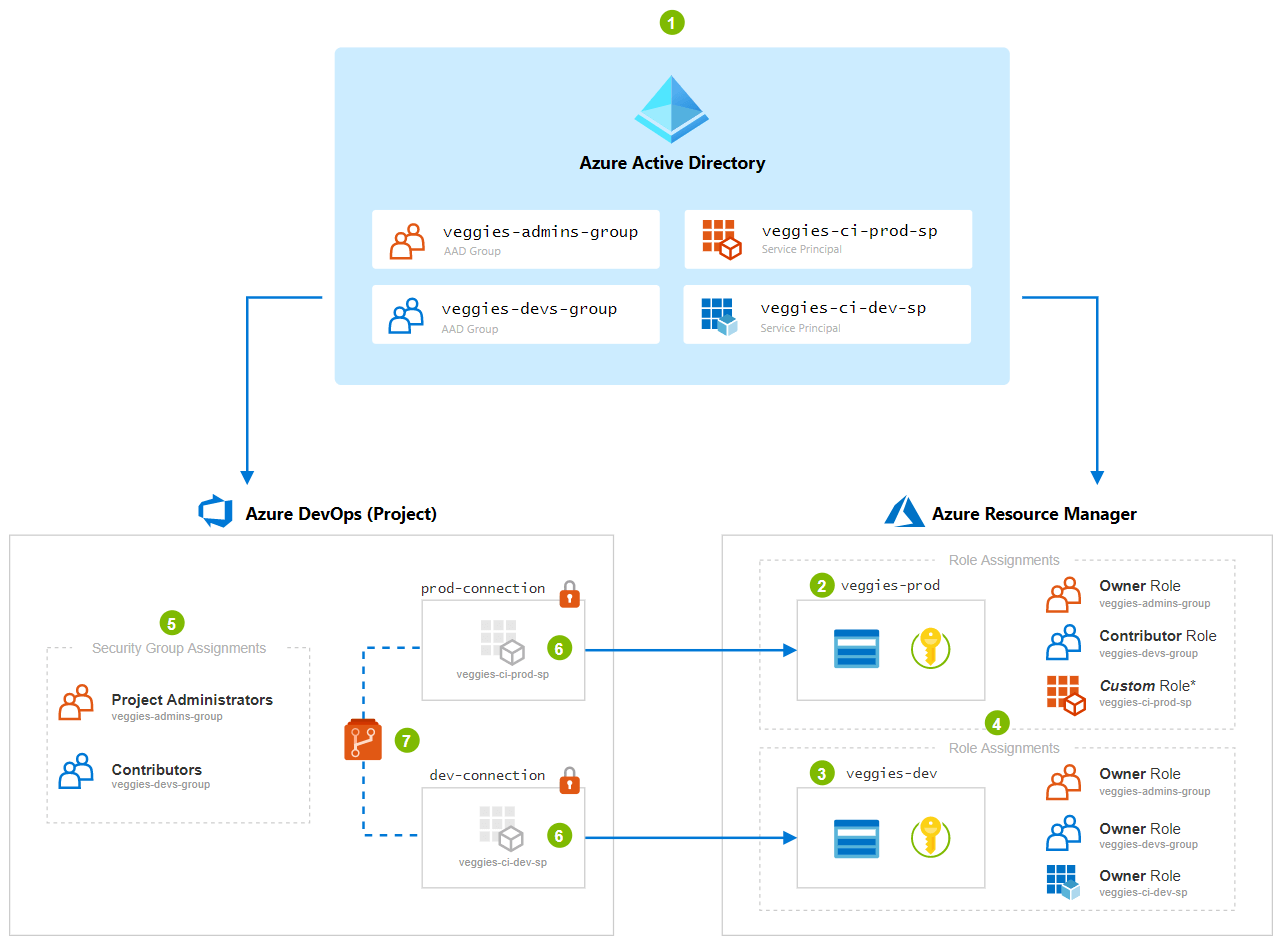 1
Azure Active Directory
veggies-admins-group
AAD Group
veggies-ci-prod-sp
Service Principal
veggies-devs-group
AAD Group
veggies-ci-dev-sp
Service Principal
Azure DevOps (Project)
5
Security Group Assignments
Project Administrators
veggies-admins-group
Contributors
veggies-devs-group
prod-connection
6
veggies-ci-prod-sp
7
dev-connection
6
veggies-ci-dev-sp
Azure Resource Manager
Role Assignments
2
veggies-prod
Owner Role
veggies-admins-group
Contributor Role
veggies-devs-group
Custom Role*
veggies-ci-prod-sp
4
Role Assignments
3
veggies-dev
Owner Role
veggies-admins-group
Owner Role
veggies-devs-group
Owner Role
veggies-ci-dev-sp